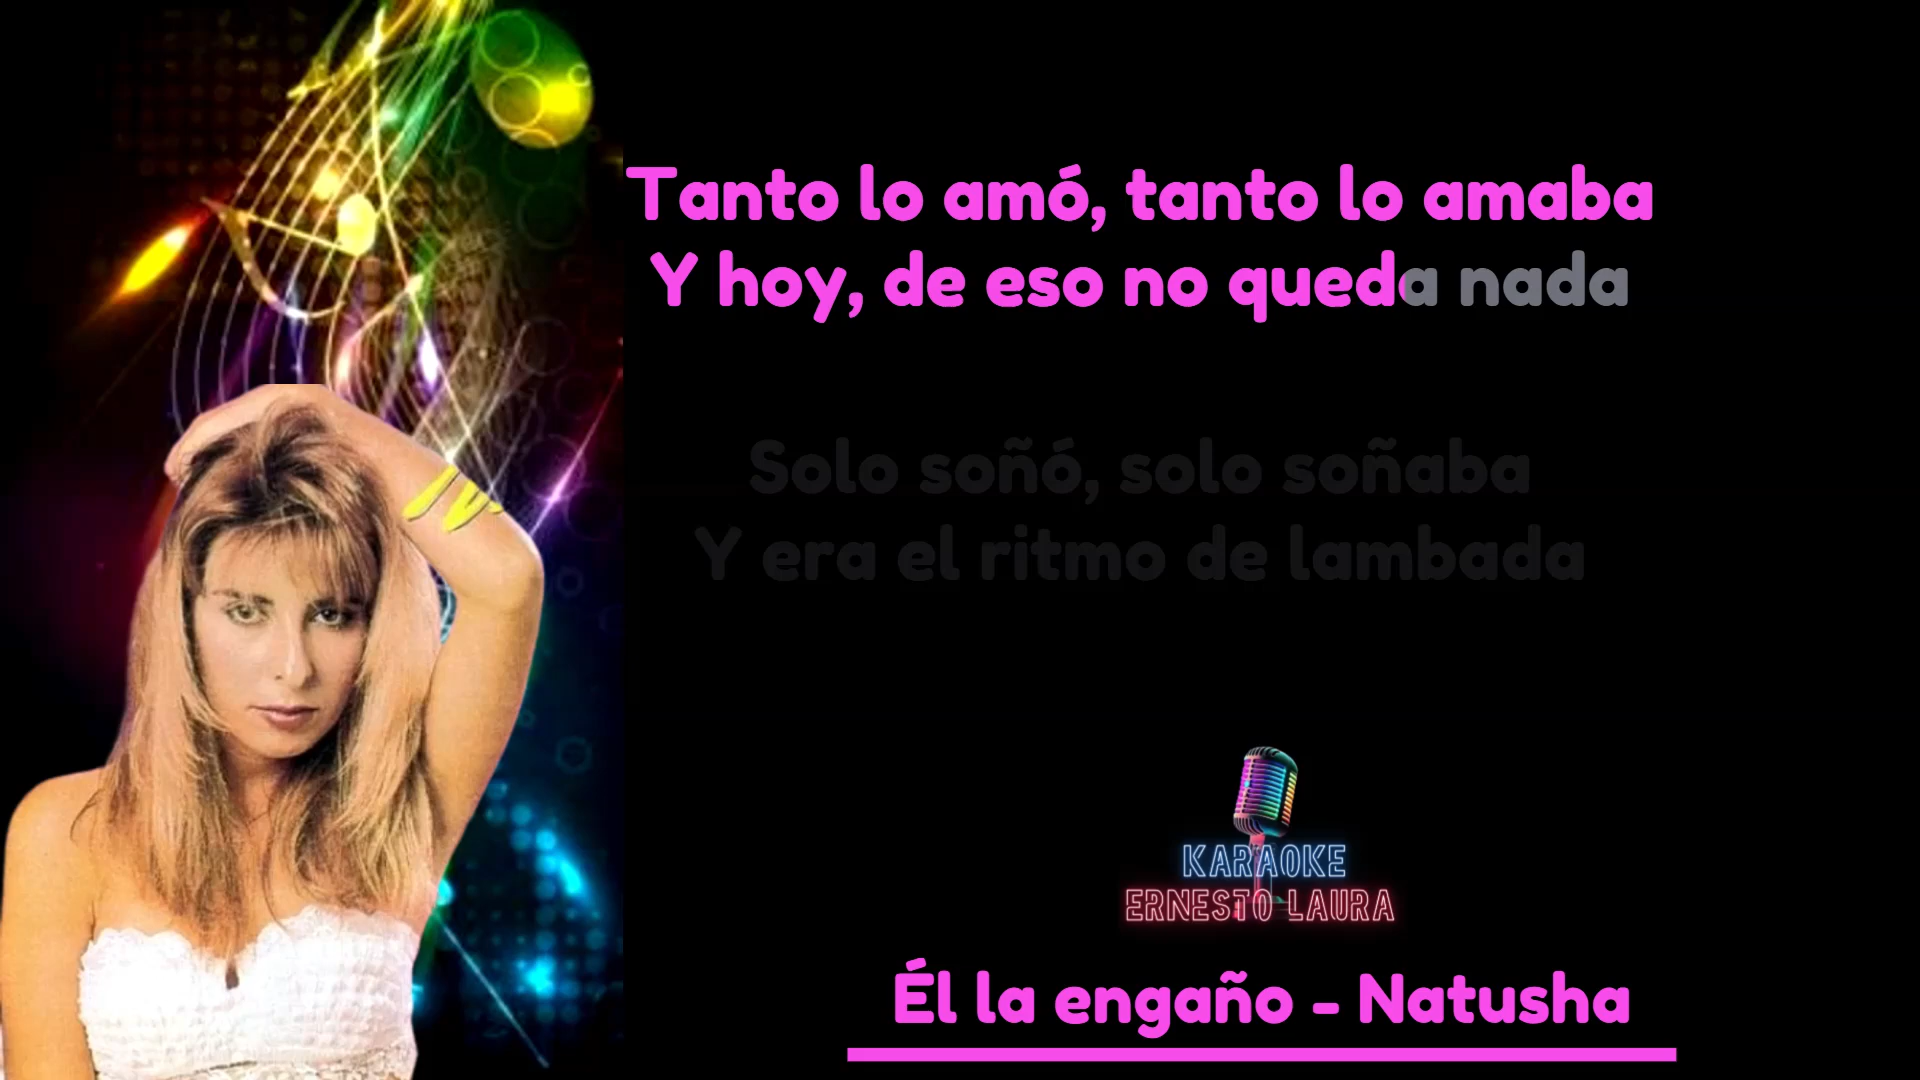 Tanto lo amó, tanto lo amaba
Y hoy, de eso no queda nada
Solo soñó, solo soñaba
Y era el ritmo de lambada
KARAOKE
ERNESTO LAURA
Él la engaño - Natusha